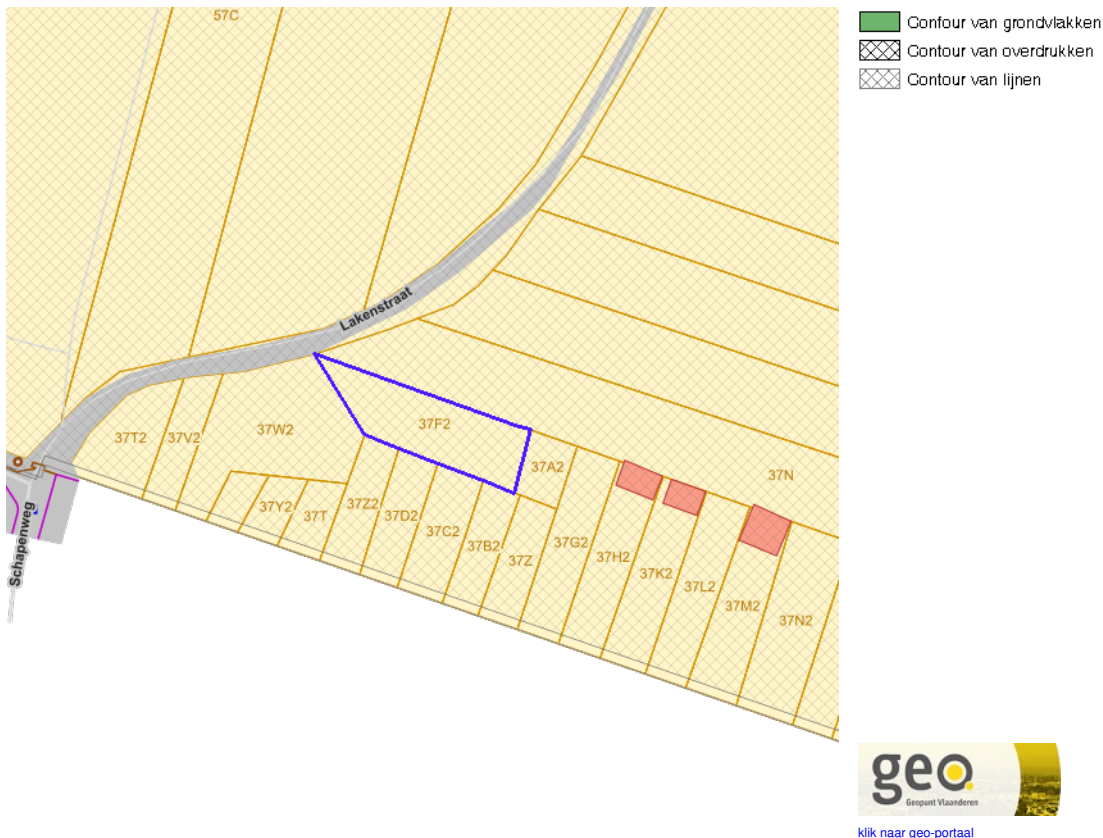 57C
Contour van grondvlakken
Contour van overdrukken
Contour van lijnen
Lakenstraat
37F2
37W2
37T2
37V2
37A2
37N
37Y2
37T
37Z2
37D2
37C2
37B2
37Z
37G2
37H2
37K2
37L2
37M2
37N2
Schapenweg
geo.
Geopunt Vlaanderen
klik naar geo-portaal